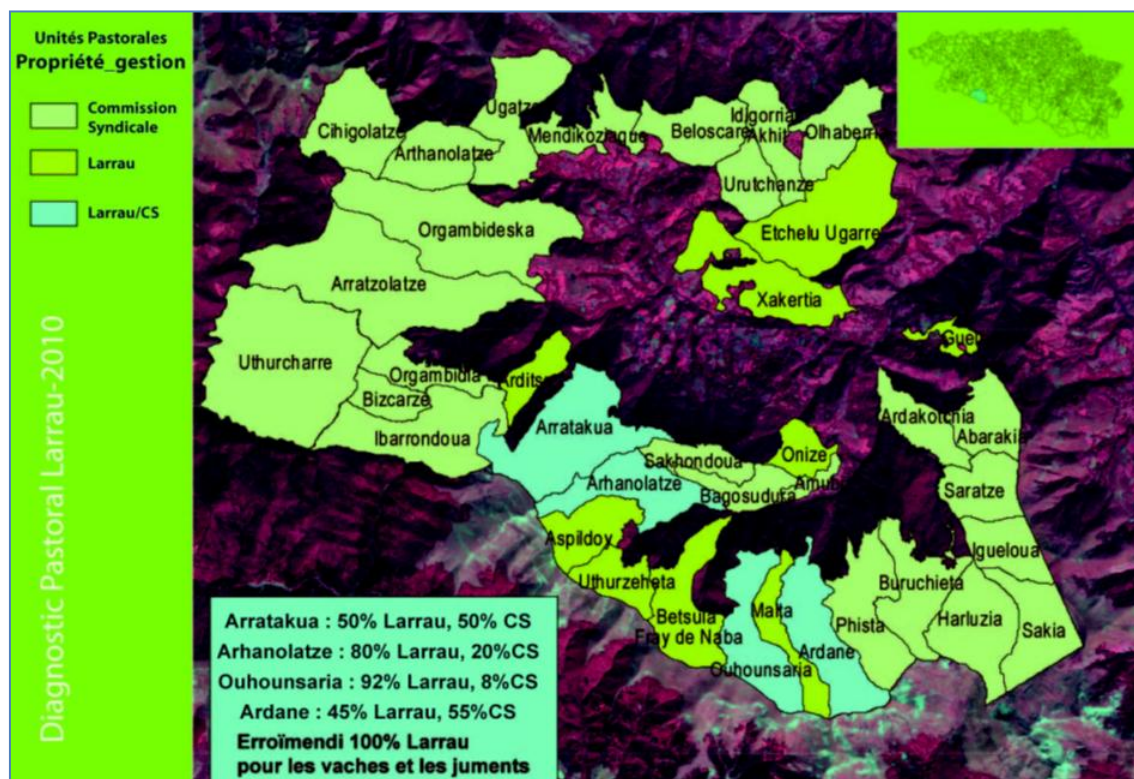 Unités Pastorales
Propriété_gestion
Commission
Syndicale
Larrau
Larrau/CS
Diagnostic Pastoral Larrau-2010
Cihigolatze
Ugatze
Arthanolatze
Mendikoziaque
Beloscare
Akhit
Olhaberri
Urutchanze
Orgambideska
Etchelu Ugarre
Arratzolatze
Xakertia
Uthurcharre
Orgambidia
Arditse
Bizcarze
Ibarrondoua
Arratakua
Ardakotchia
Abarakia
Sakhondoua
Onize
Arhanolatze
Bagosudura
Saratze
Aspildoy
Igueloua
Uthurzeheta
Buruchieta
Betsula
Malta
Fray de Naba
Phista
Harluzia
Ardane
Sakia
Ouhounsaria
Arratakua : 50% Larrau, 50% CS
Arhanolatze : 80% Larrau, 20%CS
Ouhounsaria : 92% Larrau, 8%CS
Ardane : 45% Larrau, 55%CS
Erroïmendi 100% Larrau
pour les vaches et les juments